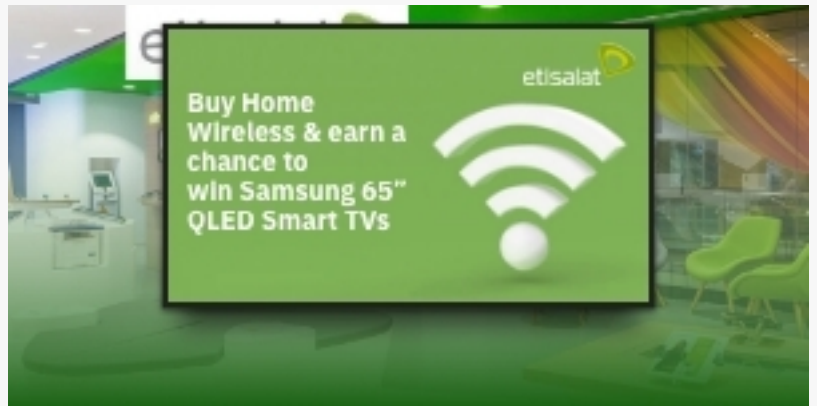 etisalat
Buy Home
Wireless & earn a
chance to
win Samsung 65”
QLED Smart TVs